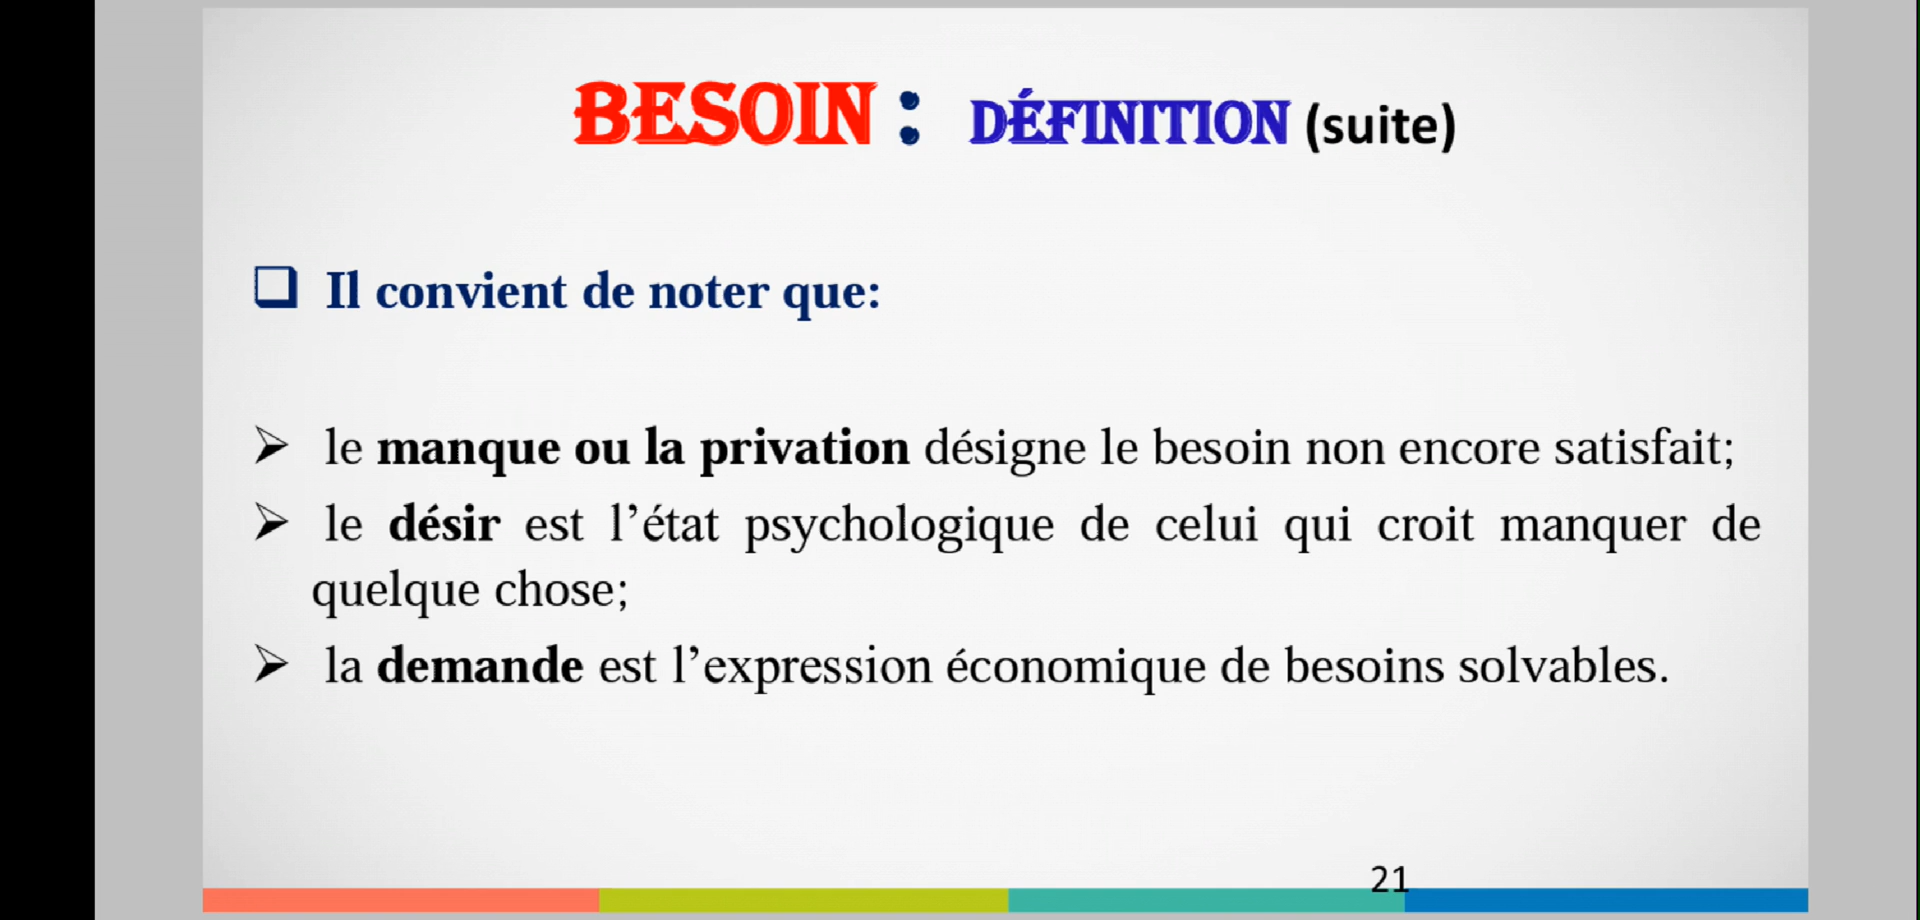 BESOIN : DÉFINITION (suite)
❑ Il convient de noter que:
➢ le manque ou la privation désigne le besoin non encore satisfait;
➢ le désir est l’état psychologique de celui qui croit manquer de
quelque chose;
➢ la demande est l’expression économique de besoins solvables.
21